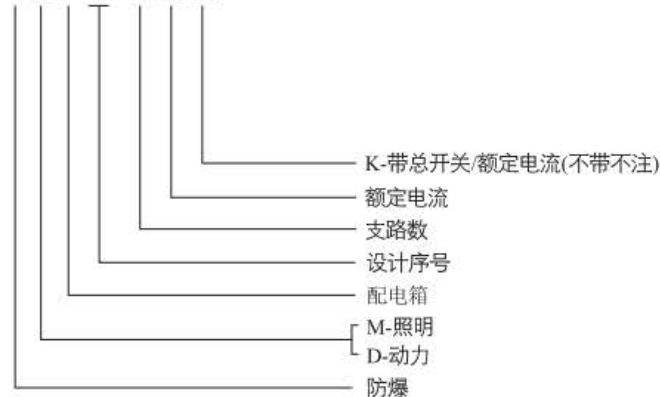 K-带总开关/额定电流(不带不注)
额定电流
支路数
设计序号
配电箱
M-照明
D-动力
防爆